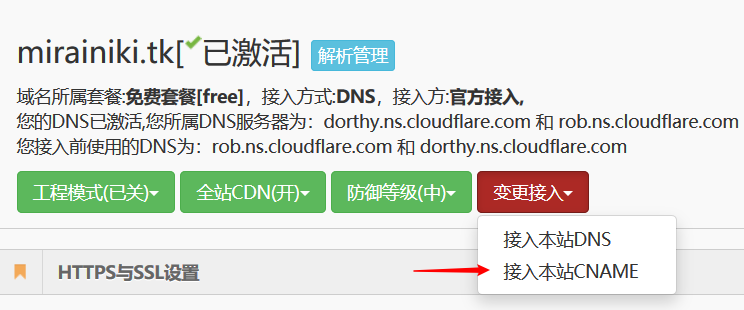 mirainiki.tk[已激活] 解析管理
域名所属套餐:免费套餐[free]，接入方式:DNS，接入方:官方接入,
您的DNS已激活,您所属DNS服务器为：dorthy.ns.cloudflare.com 和 rob.ns.cloudflare.com
您接入前使用的DNS为：rob.ns.cloudflare.com 和 dorthy.ns.cloudflare.com
工程模式(已关) 全站CDN(开) 防御等级(中) 变更接入
接入本站DNS
接入本站CNAME
HTTPS与SSL设置